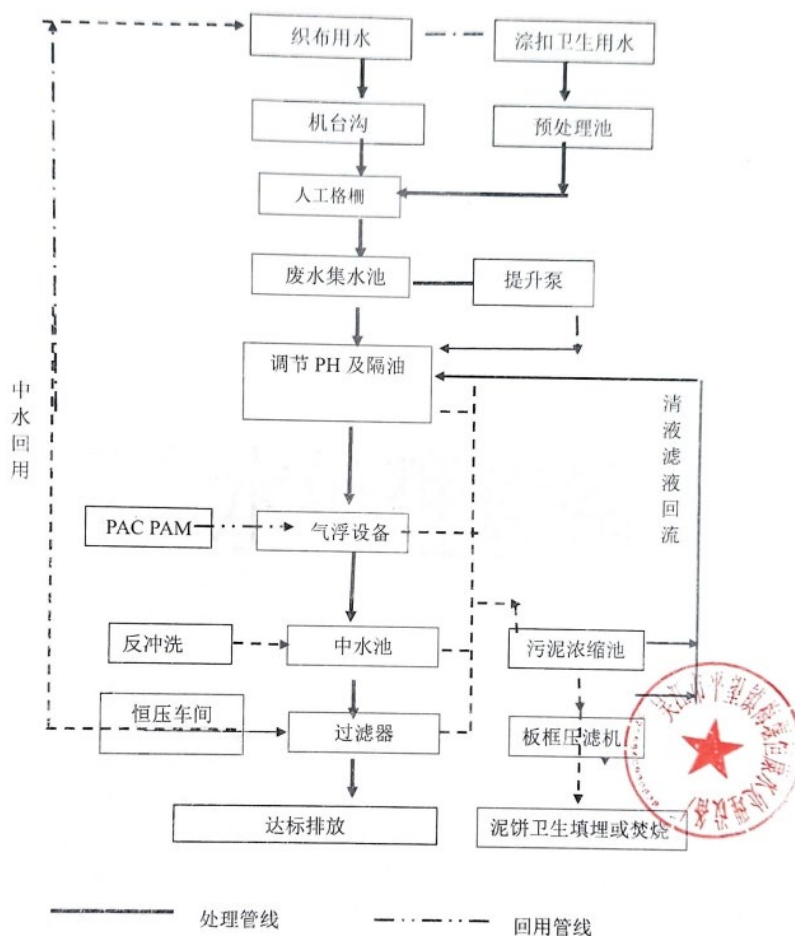 织布用水
淙扣卫生用水
机台沟
预处理池
人工格栅
废水集水池
提升泵
调节 PH 及隔油
中水回用
清液滤液回流
PAC PAM
气浮设备
反冲洗
中水池
污泥浓缩池
恒压车间
过滤器
板框压滤机
达标排放
泥饼卫生填埋或焚烧
处理管线
回用管线